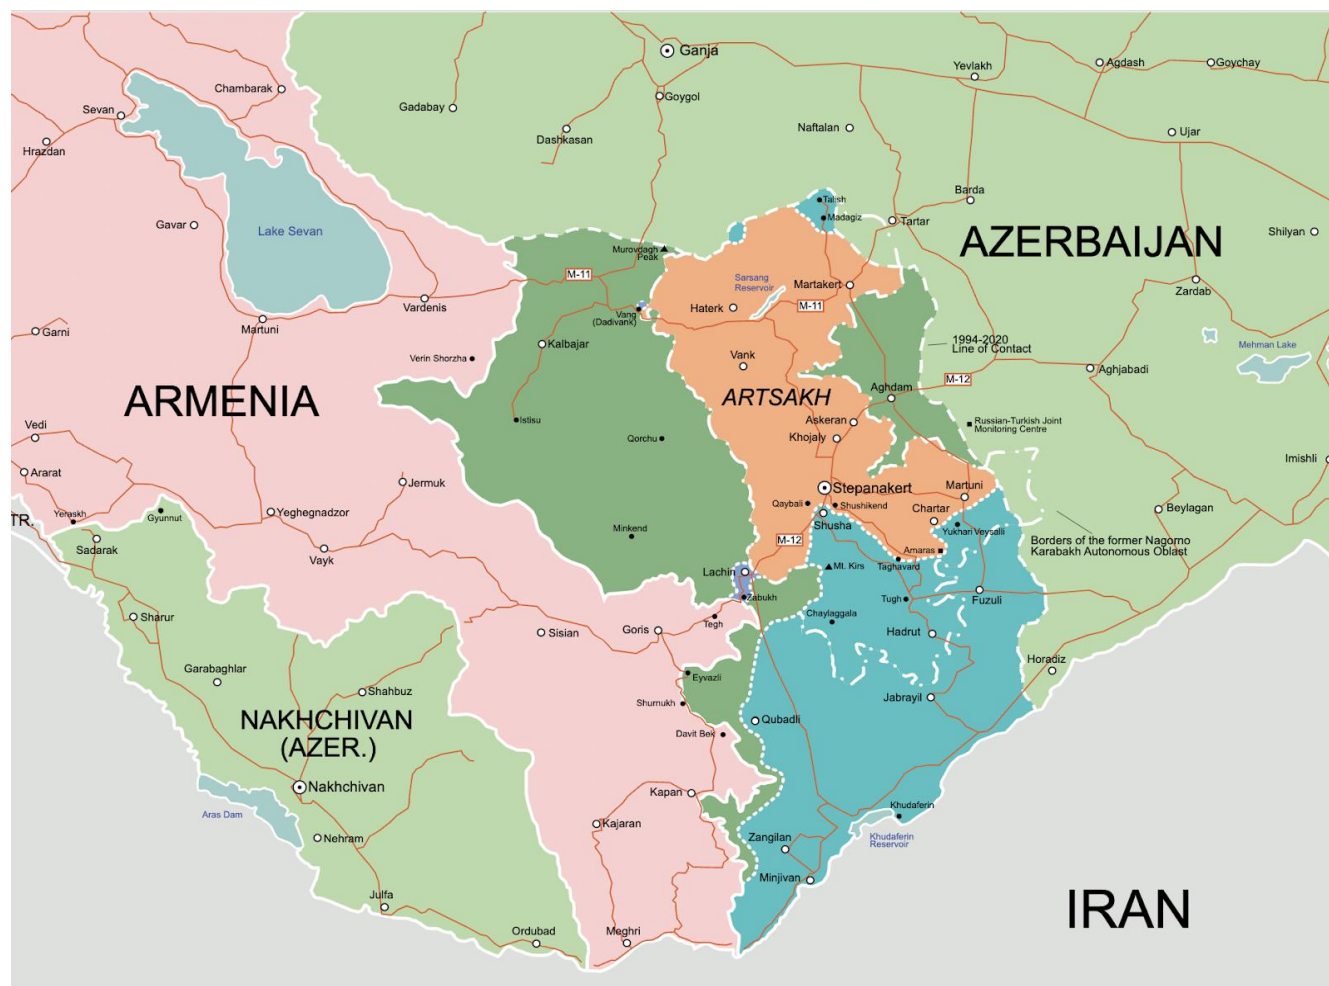 Ganja
Yevlakh
Agdash
Goychay
Chambarak
Goygol
Gadabay
Sevan
Naftalan
Ujar
Dashkasan
Hrazdan
Barda
Talish
Madagiz
Tartar
Gavar
Lake Sevan
AZERBAIJAN
Shilyan
Murovdagh
Peak
M-11
Sarsang
Reservoir
Martakert
Zardab
Vardenis
Haterk
M-11
Vang
(Dadivank)
Martuni
Garni
Kalbajar
1994-2020
Line of Contact
Mehman Lake
Verin Shorzha
Vank
Aghjabadi
M-12
ARMENIA
ARTSAKH
Aghdam
Istisu
Askeran
Russian-Turkish Joint
Monitoring Centre
Vedi
Qorchu
Khojaly
Imishli
Ararat
Jermuk
Stepanakert
Martuni
Qaybali
Shushikend
Chartar
Beylagan
Yeraskh
TR.
Gyunnut
Yeghegnadzor
Shusha
Minkend
Yukhari Veysalli
M-12
Borders of the former Nagorno
Karabakh Autonomous Oblast
Sadarak
Vayk
Amaras
Lachin
Mt. Kirs
Taghavard
Zabukh
Tugh
Fuzuli
Sharur
Chaylaggala
Tegh
Sisian
Goris
Hadrut
Horadiz
Garabaghlar
Eyvazli
Shahbuz
Shurnukh
Jabrayil
NAKHCHIVAN
(AZER.)
Qubadli
Davit Bek
Nakhchivan
Kapan
Khudaferin
Aras Dam
Kajaran
Nehram
Zangilan
Khudaferin
Reservoir
Minjivan
Julfa
IRAN
Ordubad
Meghri